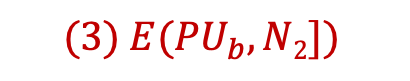 (3) E(PU_b, N_2])